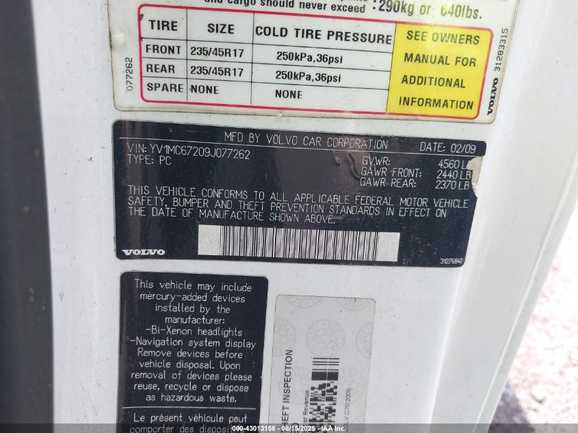 and cargo should never exceed : 290kg or 640lbs.
TIRE SIZE COLD TIRE PRESSURE SEE OWNERS MANUAL FOR ADDITIONAL INFORMATION
FRONT 235/45R17 250kPa,36psi
REAR 235/45R17 250kPa,36psi
SPARE NONE NONE
077262
VOLVO 31283315
MFD BY VOLVO CAR CORPORATION DATE: 02/09
VIN: YV1MC67209J077262 GVWR: 4560 LB
TYPE: PC GAWR FRONT: 2440 LB
GAWR-REAR: 2370 LB
THIS VEHICLE CONFORMS TO ALL APPLICABLE FEDERAL MOTOR VEHICLE
SAFETY, BUMPER AND THEFT PREVENTION STANDARDS IN EFFECT ON
THE DATE OF MANUFACTURE SHOWN ABOVE.
VOLVO
This vehicle may include
mercury-added devices
installed by the
manufacturer:
-Bi-Xenon headlights
-Navigation system display
Remove devices before
vehicle disposal. Upon
removal of devices please
reuse, recycle or dispose
as hazardous waste.
Le présent véhicule peut
comporter des dispositifs
EFT INSPECTION
000-43013156 - 08/15/2025 -